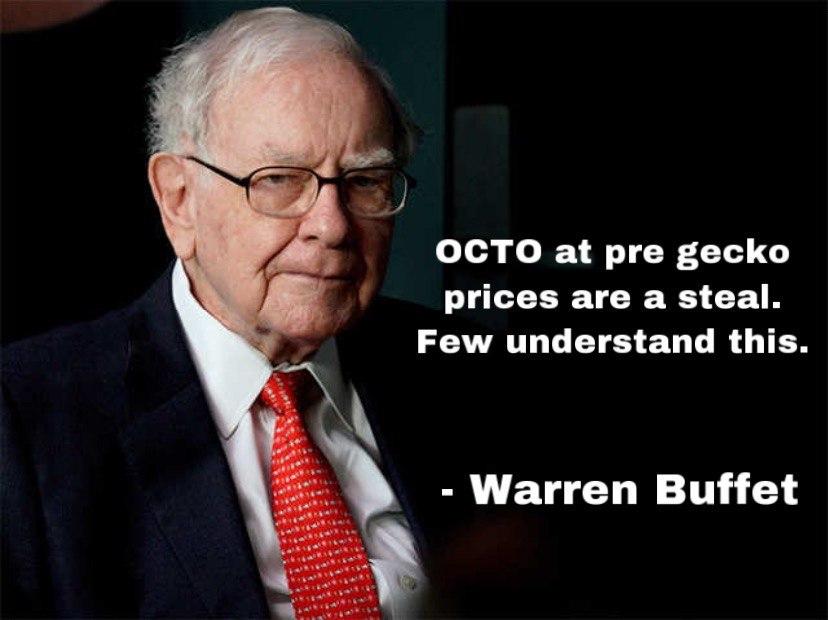 OCTO at pre gecko
prices are a steal.
Few understand this.
- Warren Buffet